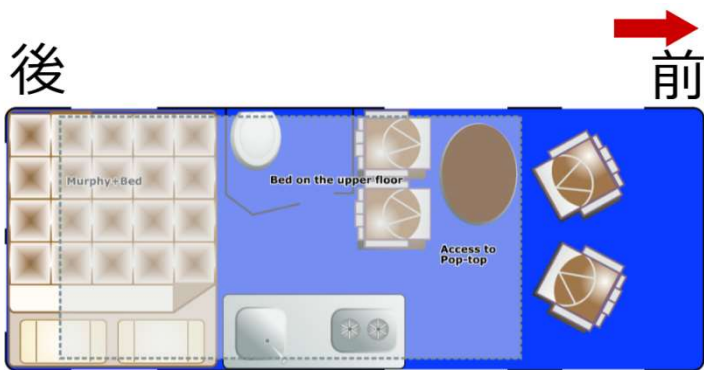 後
前
Murphy+Bed
Bed on the upper floor
Access to
Pop-top